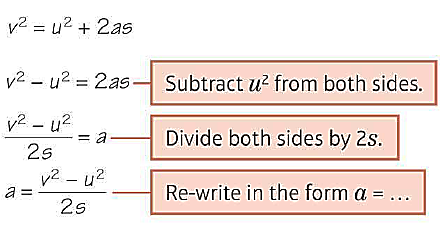 v² = u² + 2as
v² − u² = 2as Subtract u² from both sides.
v² − u² / 2s = a Divide both sides by 2s.
a = v² − u² / 2s Re-write in the form a = ...